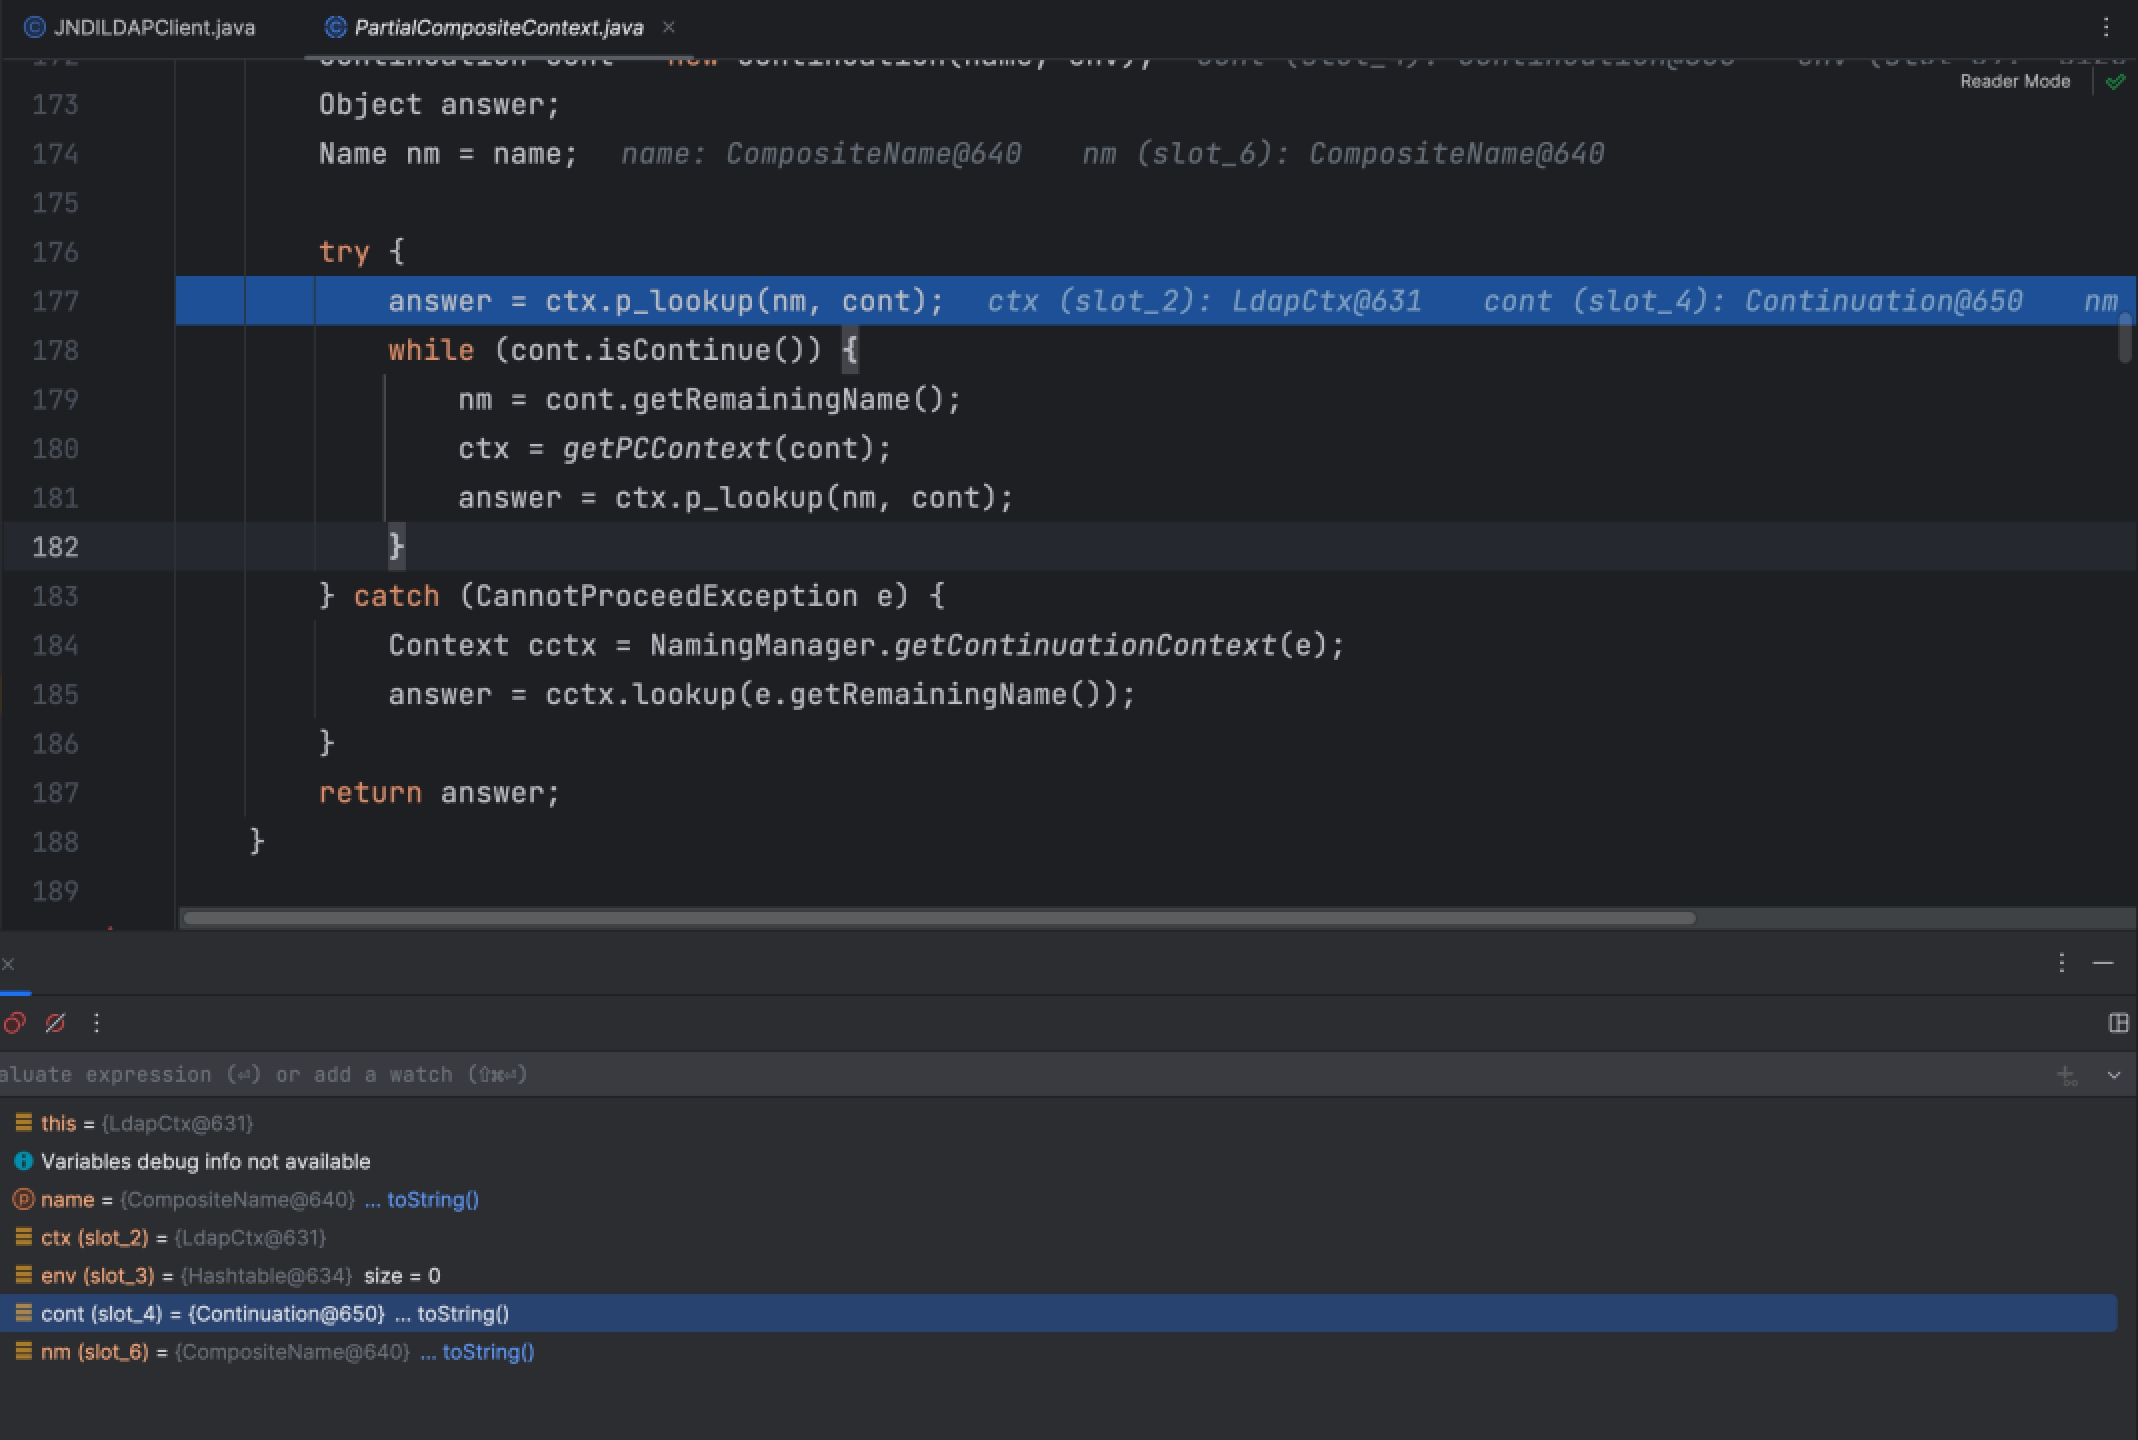 JNDILDAPClient.java PartialCompositeContext.java
Reader Mode
173 Object answer;
174 Name nm = name; name: CompositeName@640 nm (slot_6): CompositeName@640
175
176 try {
177 answer = ctx.p_lookup(nm, cont); ctx (slot_2): LdapCtx@631 cont (slot_4): Continuation@650 nm
178 while (cont.isContinue()) {
179 nm = cont.getRemainingName();
180 ctx = getPCContext(cont);
181 answer = ctx.p_lookup(nm, cont);
182 }
183 } catch (CannotProceedException e) {
184 Context cctx = NamingManager.getContinuationContext(e);
185 answer = cctx.lookup(e.getRemainingName());
186 }
187 return answer;
188 }
189
aluate expression (⏎) or add a watch (⇧⌘⏎)
this = {LdapCtx@631}
Variables debug info not available
name = {CompositeName@640} ... toString()
ctx (slot_2) = {LdapCtx@631}
env (slot_3) = {Hashtable@634} size = 0
cont (slot_4) = {Continuation@650} ... toString()
nm (slot_6) = {CompositeName@640} ... toString()